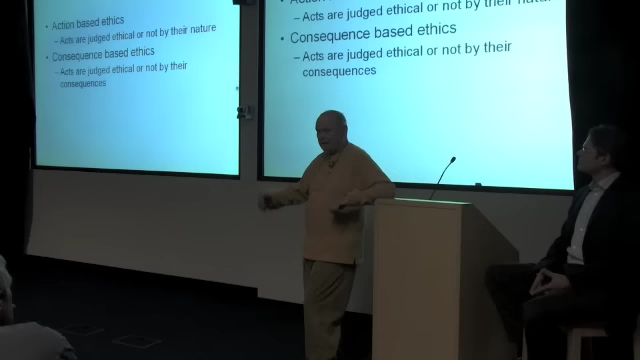 • Action based ethics
– Acts are judged ethical or not by their nature
• Consequence based ethics
– Acts are judged ethical or not by their
consequences
– Acts are judged ethical or not by their
• Consequence based ethics
– Acts are judged ethical or not by their
consequences